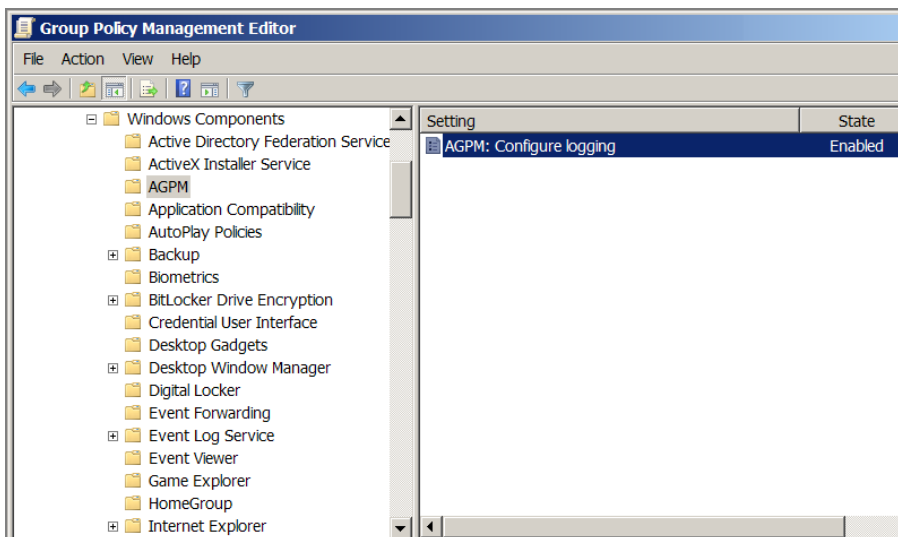 Group Policy Management Editor
File Action View Help
Windows Components
Active Directory Federation Service
ActiveX Installer Service
AGPM
Application Compatibility
AutoPlay Policies
Backup
Biometrics
BitLocker Drive Encryption
Credential User Interface
Desktop Gadgets
Desktop Window Manager
Digital Locker
Event Forwarding
Event Log Service
Event Viewer
Game Explorer
HomeGroup
Internet Explorer
Setting State
AGPM: Configure logging Enabled